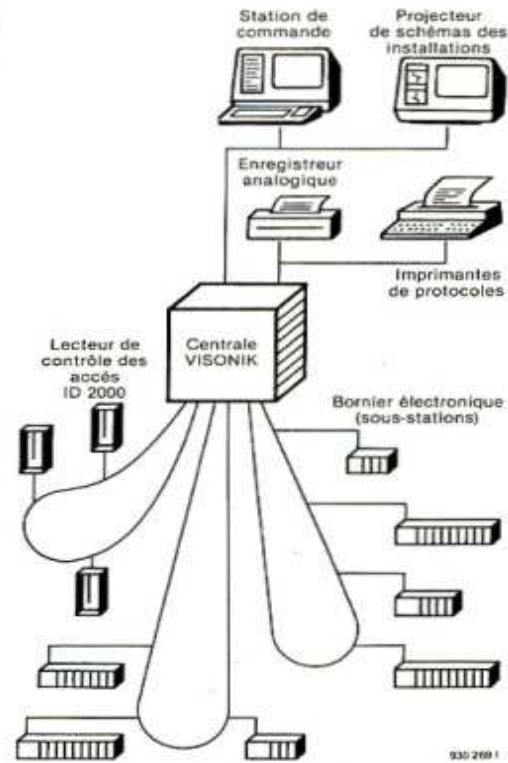 Station de
commande
Projecteur
de schémas des
installations
Enregistreur
analogique
Imprimantes
de protocoles
Centrale
VISONIK
Lecteur de
contrôle des
accés
ID 2000
Bornier électronique
(sous-stations)
930 269 I